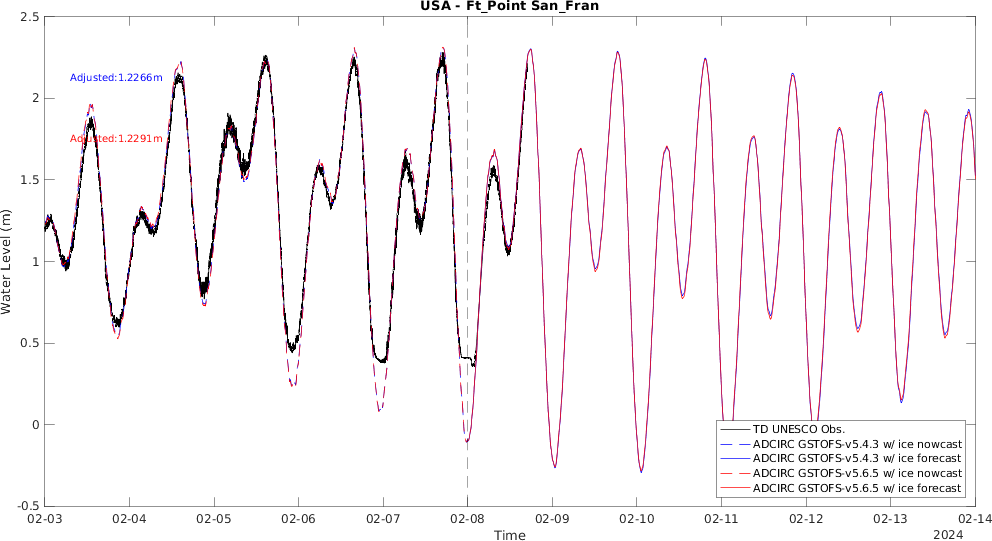 USA - Ft_Point San_Fran
2.5
2
1.5
1
0.5
0
-0.5
Water Level (m)
Adjusted:1.2266m
Adjusted:1.2291m
TD UNESCO Obs.
ADCIRC GSTOFS-v5.4.3 w/ ice nowcast
ADCIRC GSTOFS-v5.4.3 w/ ice forecast
ADCIRC GSTOFS-v5.6.5 w/ ice nowcast
ADCIRC GSTOFS-v5.6.5 w/ ice forecast
02-03 02-04 02-05 02-06 02-07 02-08 02-09 02-10 02-11 02-12 02-13 02-14
Time
2024